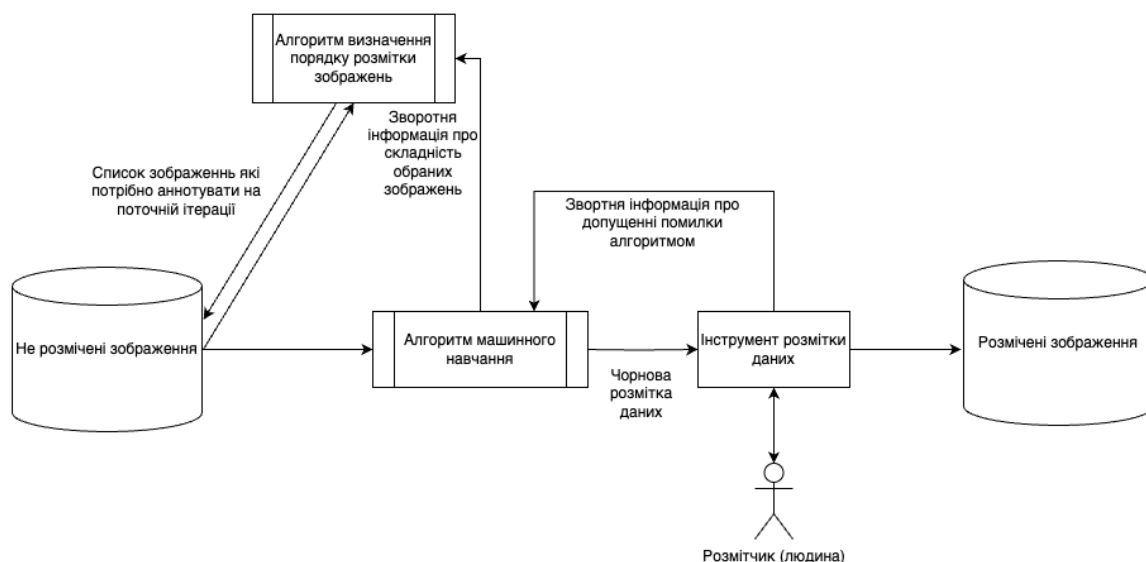 Алгоритм визначення
порядку розмітки
зображень
Зворотня
інформація про
складність
обраних
зображень
Список зображеннь які
потрібно аннотувати на
поточній ітерації
Звортня інформація про
допущенні помилки
алгоритмом
Не розмічені зображення
Алгоритм машинного
навчання
Чорнова
розмітка
даних
Інструмент розмітки
даних
Розмічені зображення
Розмітчик (людина)